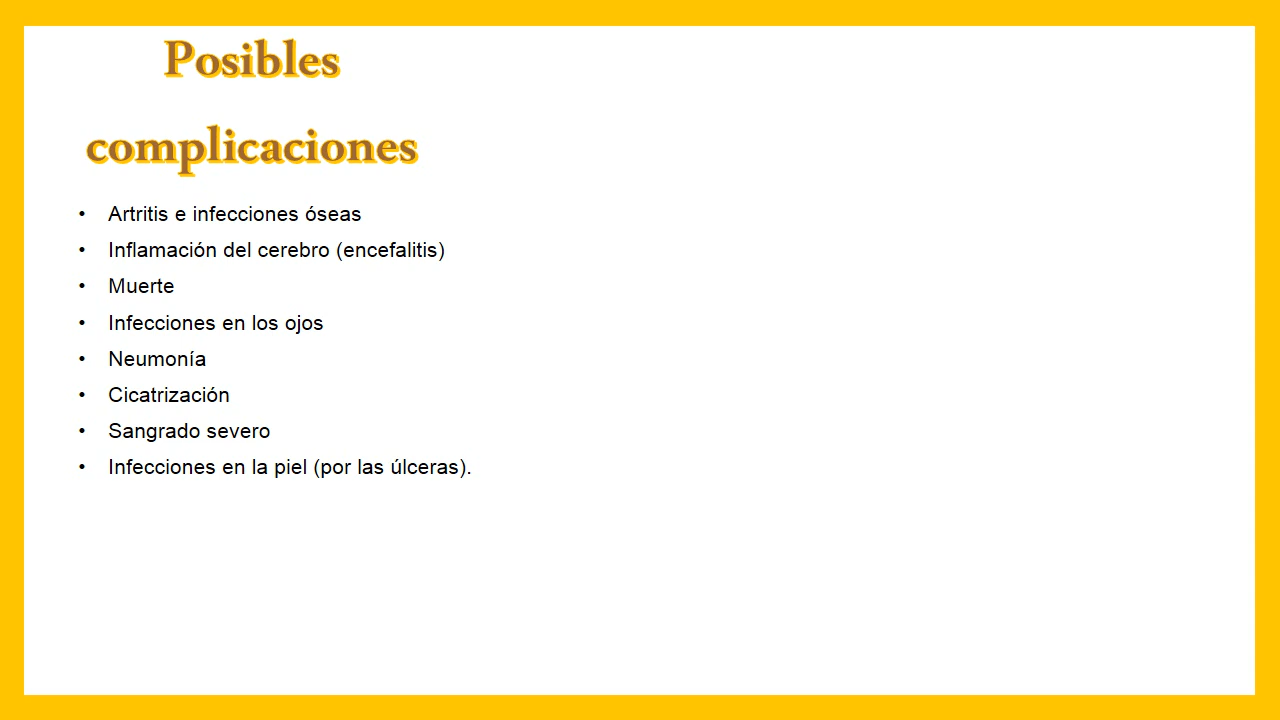 Posibles
complicaciones
• Artritis e infecciones óseas
• Inflamación del cerebro (encefalitis)
• Muerte
• Infecciones en los ojos
• Neumonía
• Cicatrización
• Sangrado severo
• Infecciones en la piel (por las úlceras).